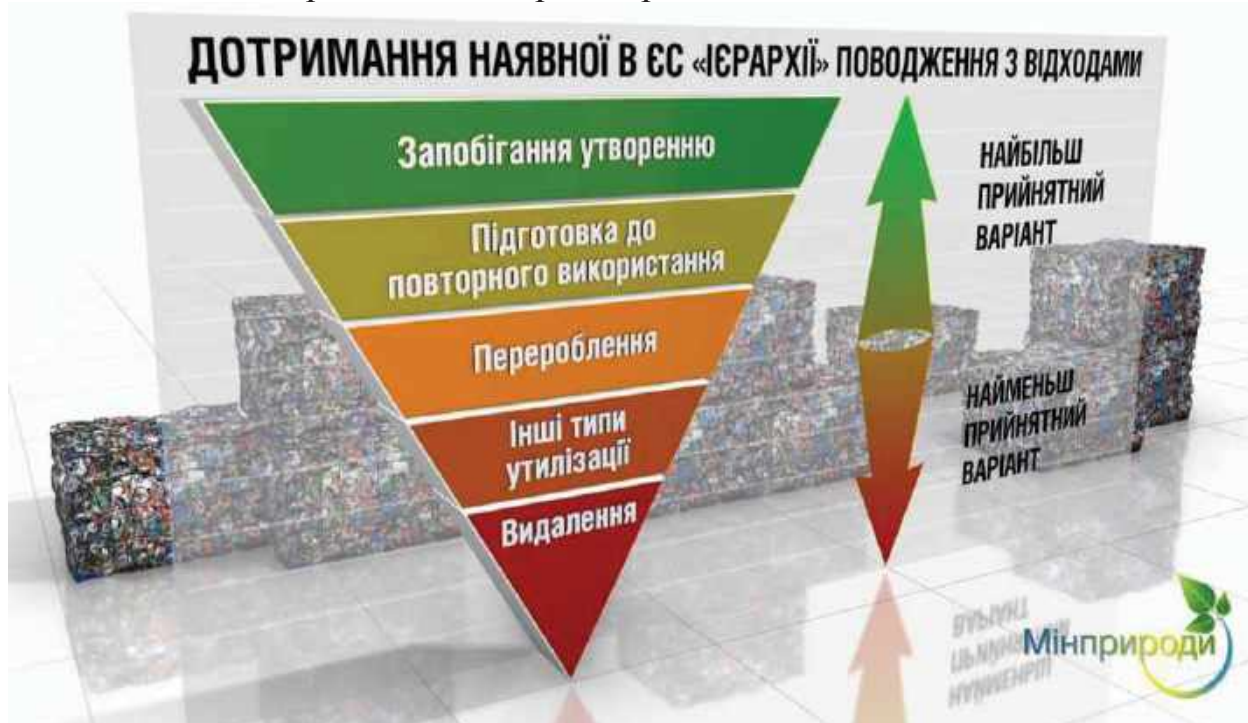 ДОТРИМАННЯ НАЯВНОЇ В ЄС «ІЄРАРХІЇ» ПОВОДЖЕННЯ З ВІДХОДАМИ
Запобігання утворенню
Підготовка до
повторного використання
Перероблення
Інші типи
утилізації
Видалення
НАЙБІЛЬШ
ПРИЙНЯТНИЙ
ВАРІАНТ
НАЙМЕНЬШ
ПРИЙНЯТНИЙ
ВАРІАНТ
Мінприроди